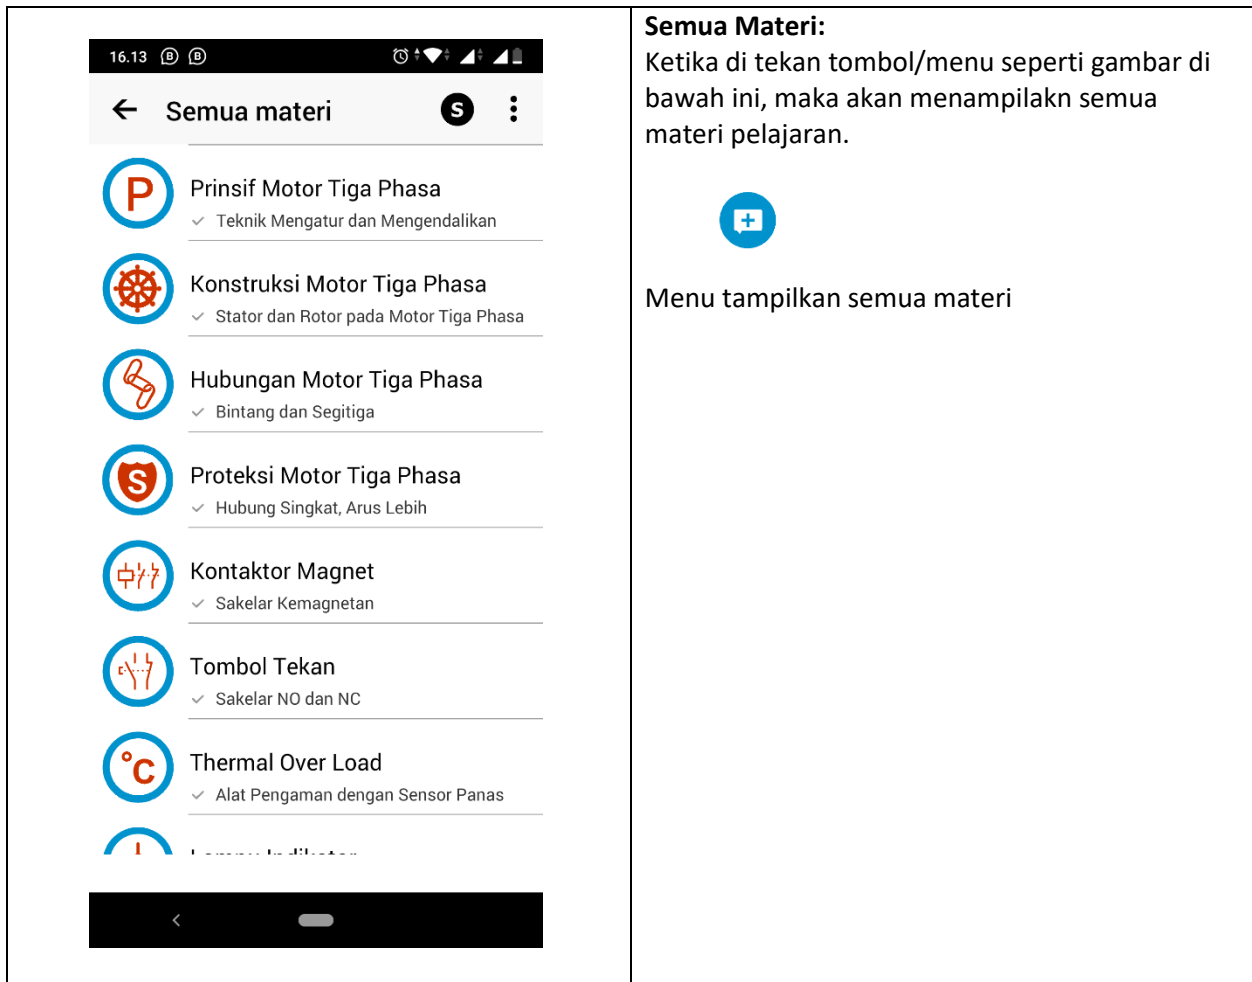 16.13
Semua materi
S
P
Prinsif Motor Tiga Phasa
Teknik Mengatur dan Mengendalikan
Konstruksi Motor Tiga Phasa
Stator dan Rotor pada Motor Tiga Phasa
Hubungan Motor Tiga Phasa
Bintang dan Segitiga
S
Proteksi Motor Tiga Phasa
Hubung Singkat, Arus Lebih
Kontaktor Magnet
Sakelar Kemagnetan
Tombol Tekan
Sakelar NO dan NC
°C
Thermal Over Load
Alat Pengaman dengan Sensor Panas
Semua Materi:
Ketika di tekan tombol/menu seperti gambar di
bawah ini, maka akan menampilakn semua
materi pelajaran.
Menu tampilkan semua materi